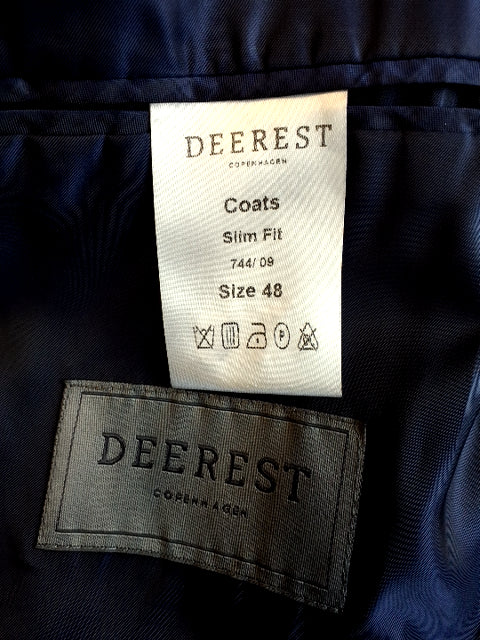 DEEREST
COPENHAGEN
Coats
Slim Fit
744/ 09
Size 48
P
DEEREST
COPENHAGEN